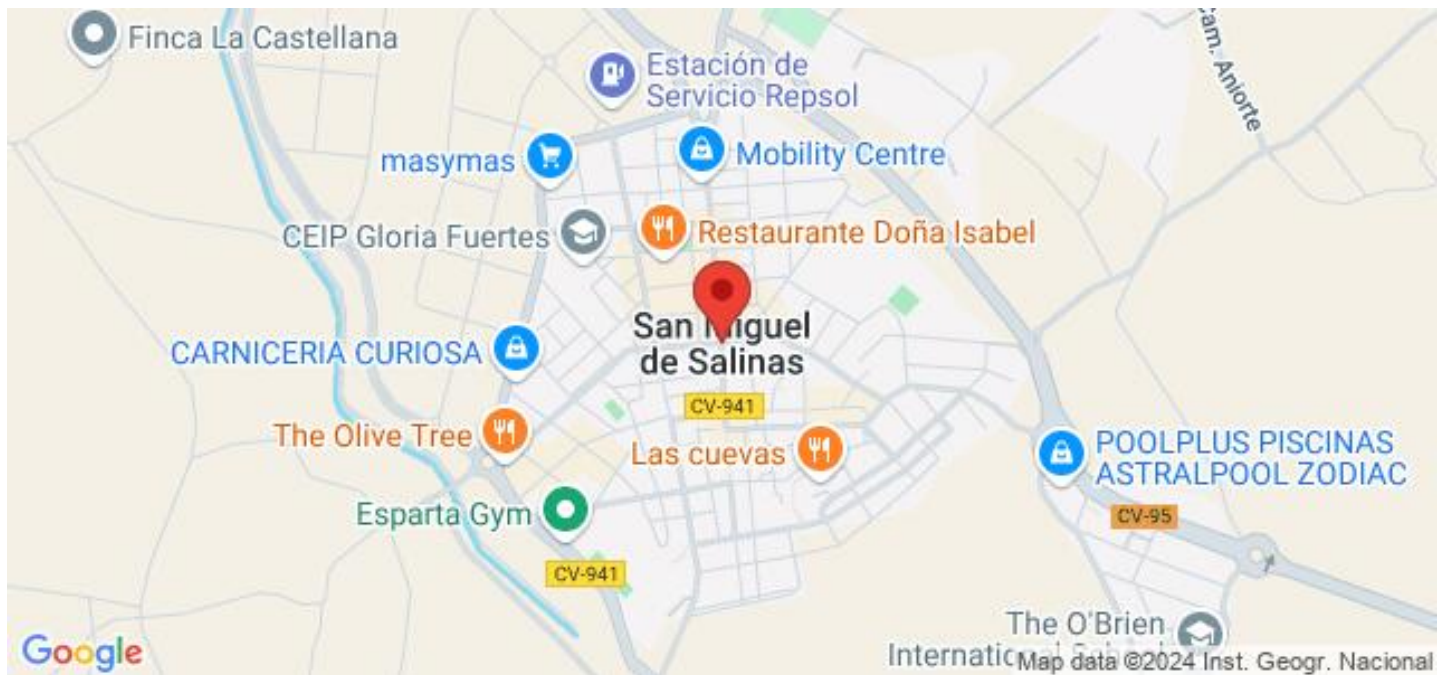 Finca La Castellana
Estación de
Servicio Repsol
Cam. Aniorte
masymas
Mobility Centre
CEIP Gloria Fuertes
Restaurante Doña Isabel
San Miguel
de Salinas
CARNICERIA CURIOSA
CV-941
The Olive Tree
Las cuevas
POOLPLUS PISCINAS
ASTRALPOOL ZODIAC
Esparta Gym
CV-95
CV-941
The O'Brien
International School
Google
Map data ©2024 Inst. Geogr. Nacional